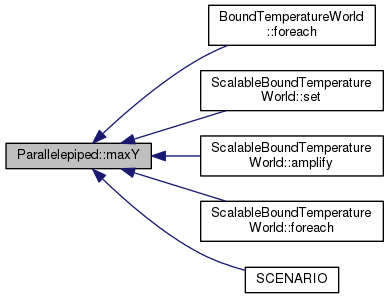 BoundTemperatureWorld
::foreach
ScalableBoundTemperature
World::set
Parallelepiped::maxY
ScalableBoundTemperature
World::amplify
ScalableBoundTemperature
World::foreach
SCENARIO